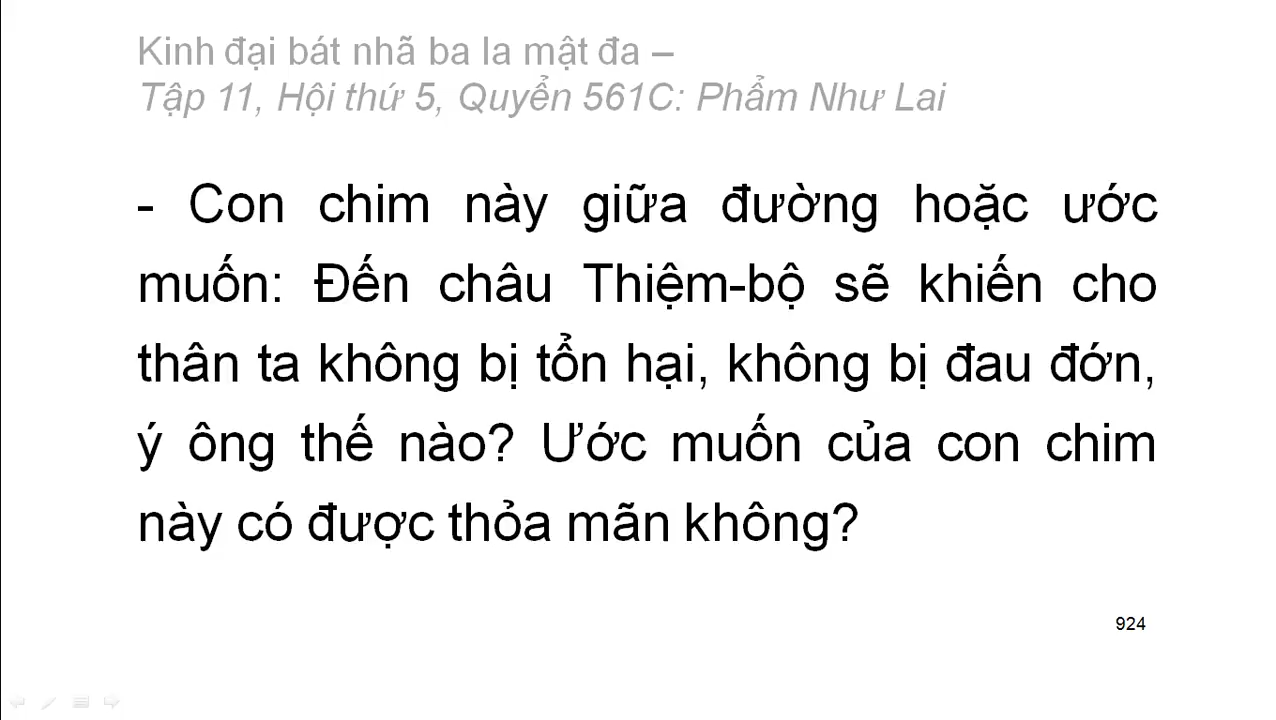 Kinh đại bát nhã ba la mật đa –
Tập 11, Hội thứ 5, Quyển 561C: Phẩm Như Lai
- Con chim này giữa đường hoặc ước
muốn: Đến châu Thiệm-bộ sẽ khiến cho
thân ta không bị tổn hại, không bị đau đớn,
ý ông thế nào? Ước muốn của con chim
này có được thỏa mãn không?
924